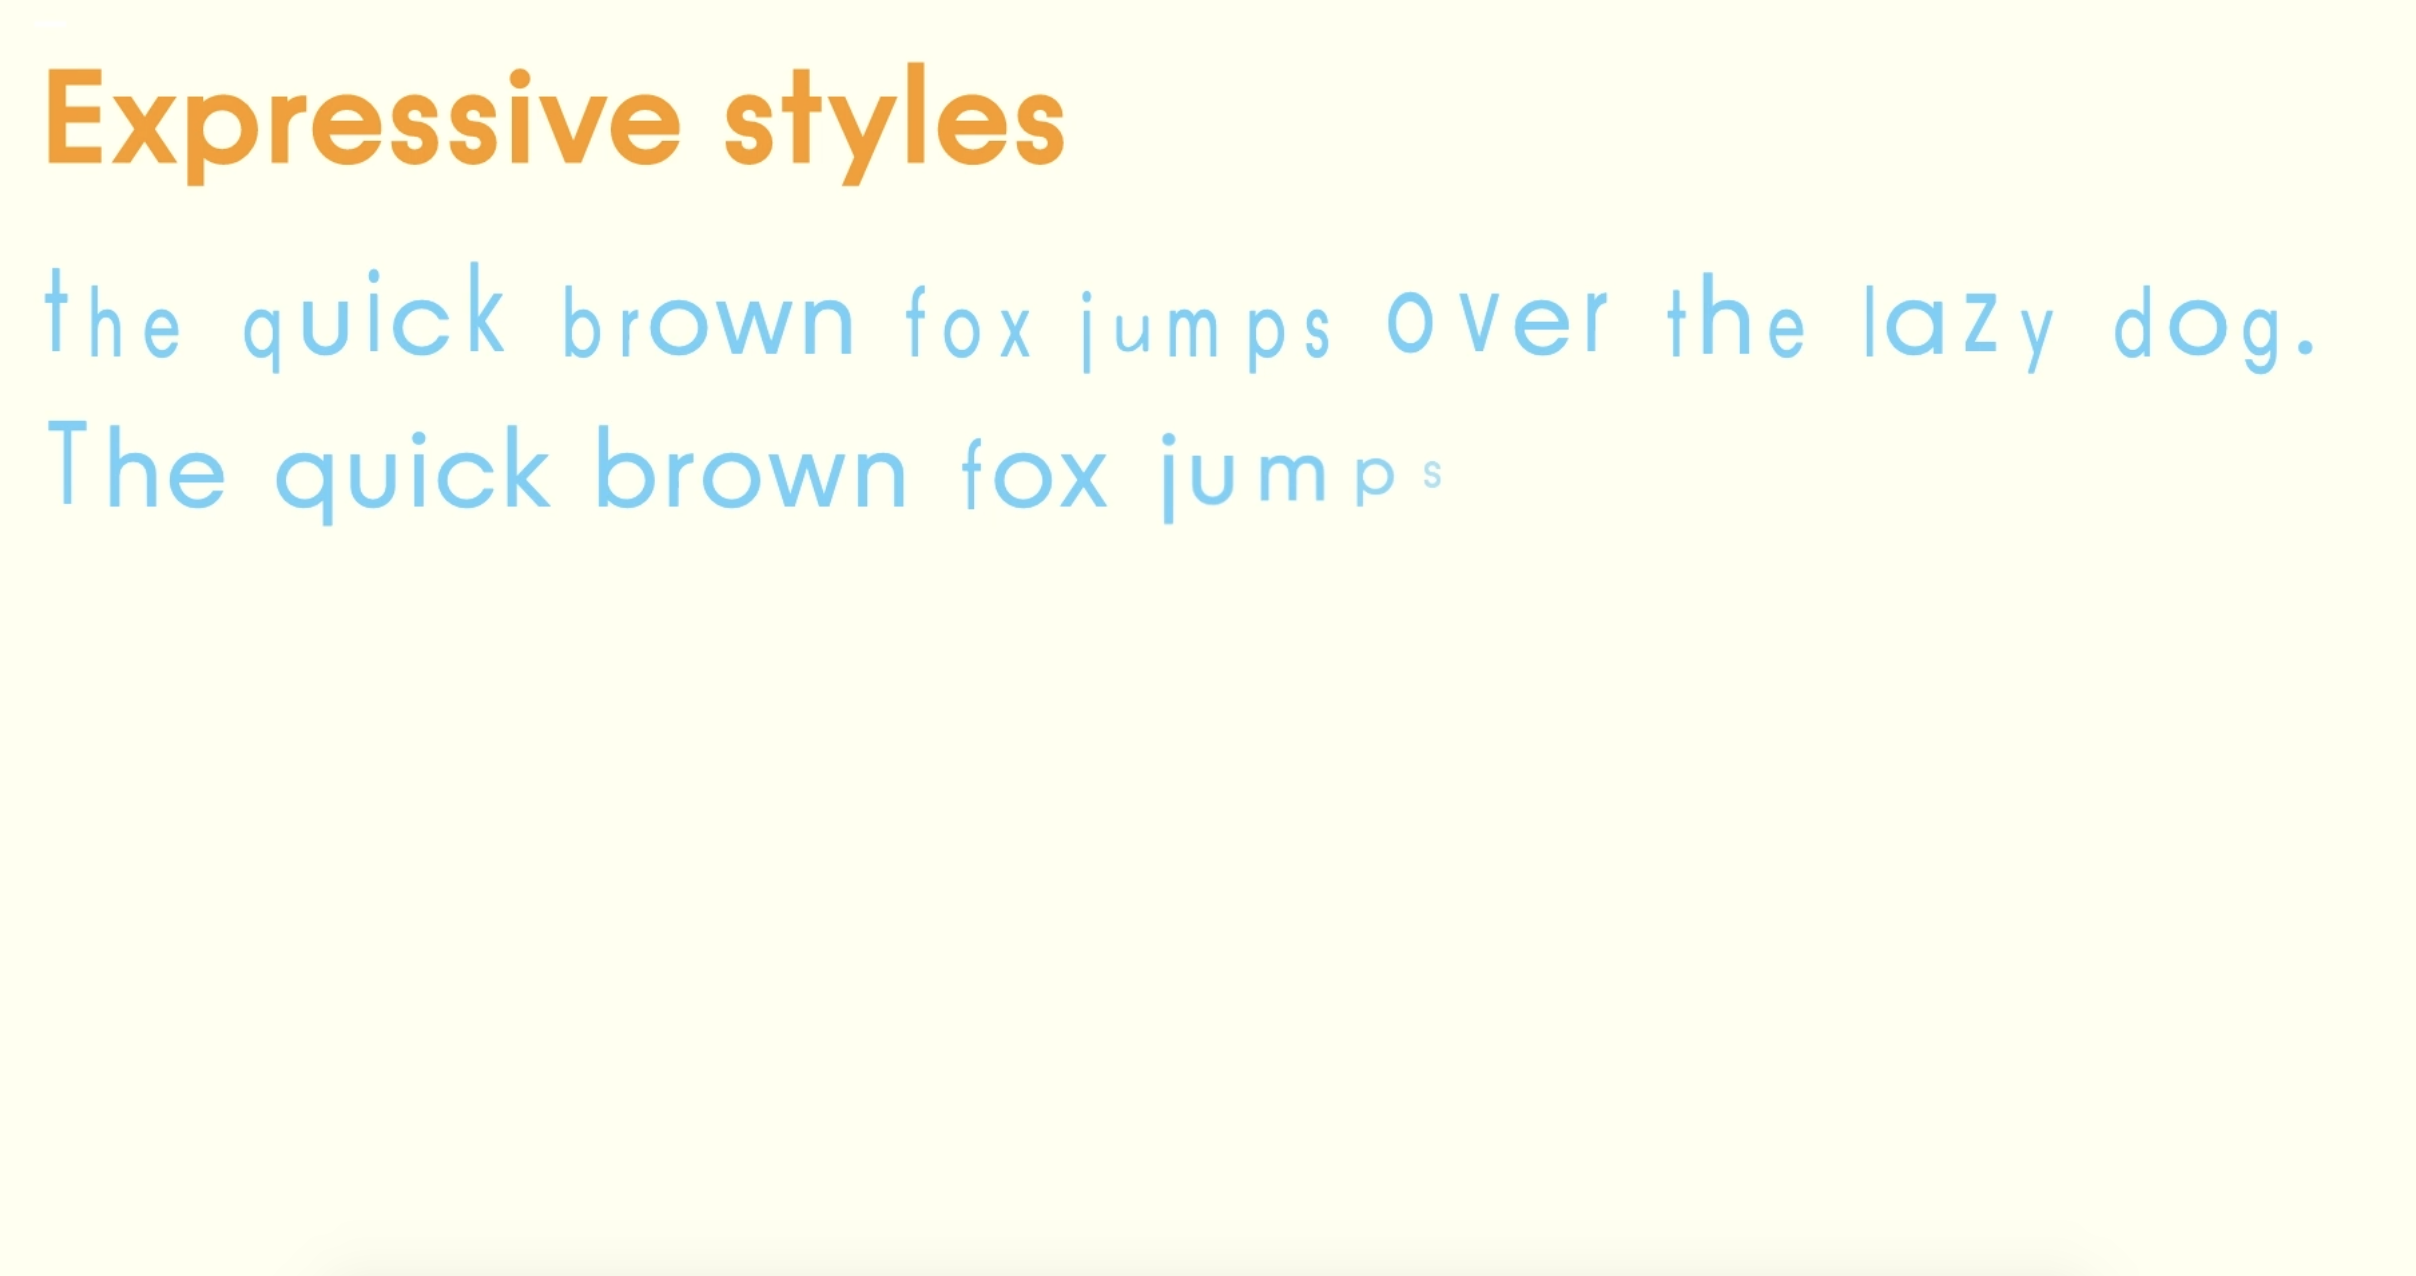 Expressive styles
the quick brown fox jumps over the lazy dog.
The quick brown fox jumps